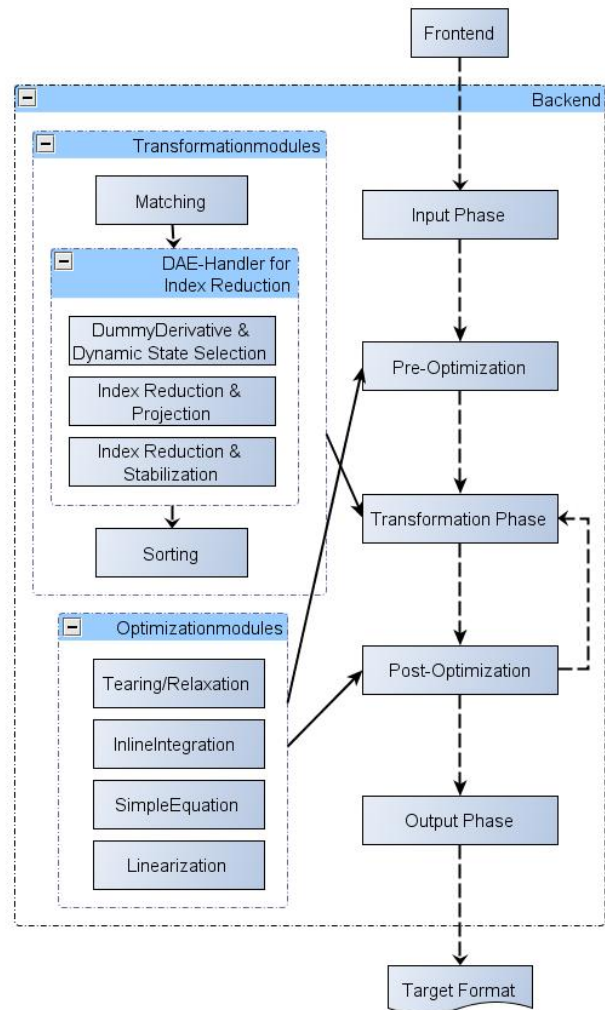 Frontend
Backend
Transformationmodules
Matching
DAE-Handler for
Index Reduction
DummyDerivative &
Dynamic State Selection
Index Reduction &
Projection
Index Reduction &
Stabilization
Sorting
Optimizationmodules
Tearing/Relaxation
InlineIntegration
SimpleEquation
Linearization
Input Phase
Pre-Optimization
Transformation Phase
Post-Optimization
Output Phase
Target Format